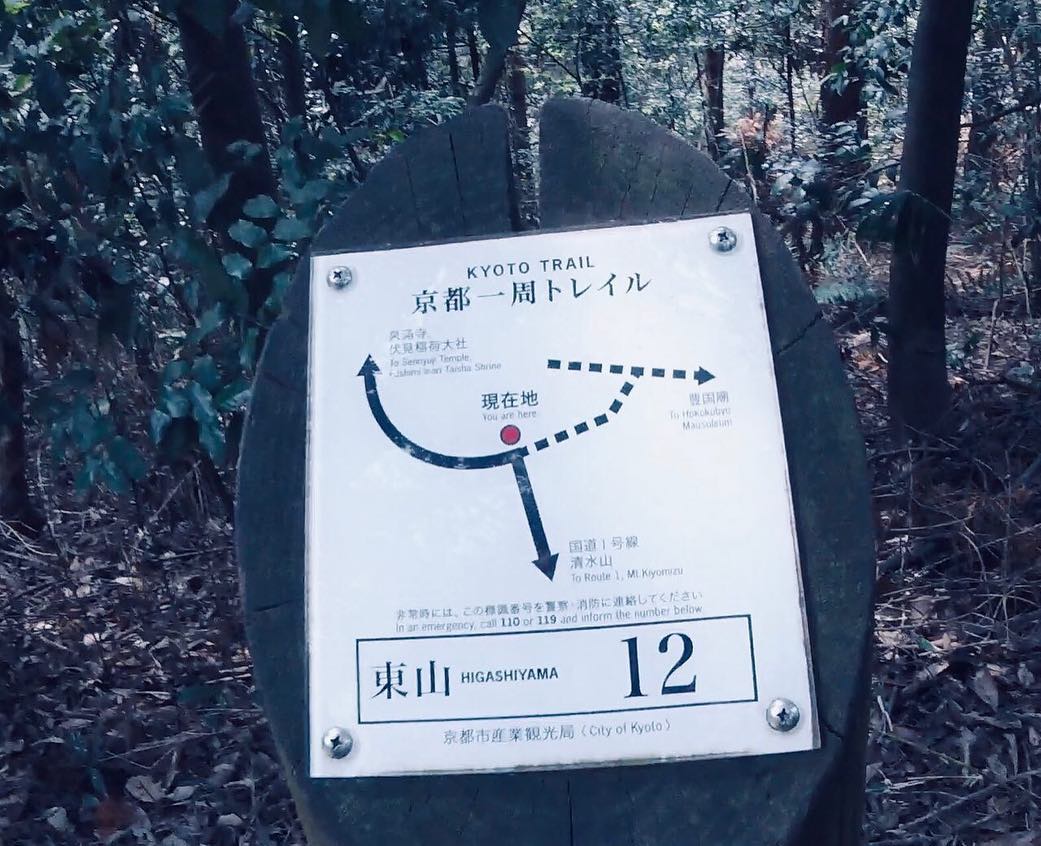 KYOTO TRAIL
京都一周トレイル
泉涌寺、
伏見稲荷大社
To Sennyuji Temple,
Fushimi Inari Taisha Shrine
現在地
You are here
豊国廟
To Hokokubyo
Mausoleum
国道1号線
清水山
To Route 1, Mt.Kiyomizu
非常時には、この標識番号を警察・消防に連絡してください
In an emergency, call 110 or 119 and inform the number below.
東山 HIGASHIYAMA 12
京都市産業観光局（City of Kyoto）